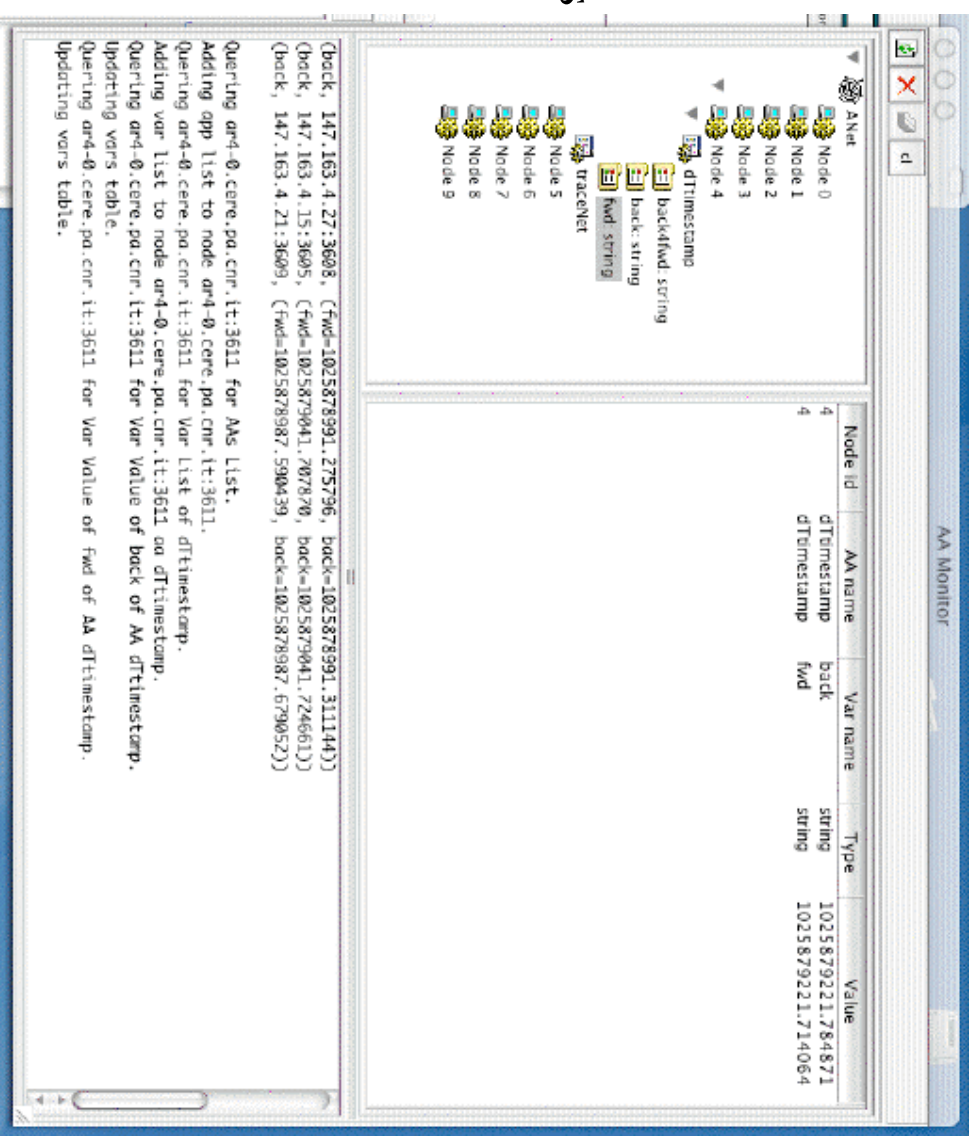 AA Monitor
cl
ANet
Node 0
Node 1
Node 2
Node 3
Node 4
dTtimestamp
back4fwd: string
back: string
fwd: string
traceNet
Node 5
Node 6
Node 7
Node 8
Node 9
Node id AA name Var name Type Value
4 dTtimestamp back string 1025879221.784871
4 dTtimestamp fwd string 1025879221.714064
(back, 147.163.4.27:3608, (fwd=1025878991.275796, back=1025878991.311144))
(back, 147.163.4.15:3605, (fwd=1025879041.707870, back=1025879041.724661))
(back, 147.163.4.21:3609, (fwd=1025878987.590439, back=1025878987.679052))
Quering ar4-0.cere.pa.cnr.it:3611 for AAs List.
Adding app list to node ar4-0.cere.pa.cnr.it:3611.
Quering ar4-0.cere.pa.cnr.it:3611 for Var List of dTtimestamp.
Adding var list to node ar4-0.cere.pa.cnr.it:3611 aa dTtimestamp.
Quering ar4-0.cere.pa.cnr.it:3611 for Var Value of back of AA dTtimestamp.
Updating vars table.
Quering ar4-0.cere.pa.cnr.it:3611 for Var Value of fwd of AA dTtimestamp.
Updating vars table.